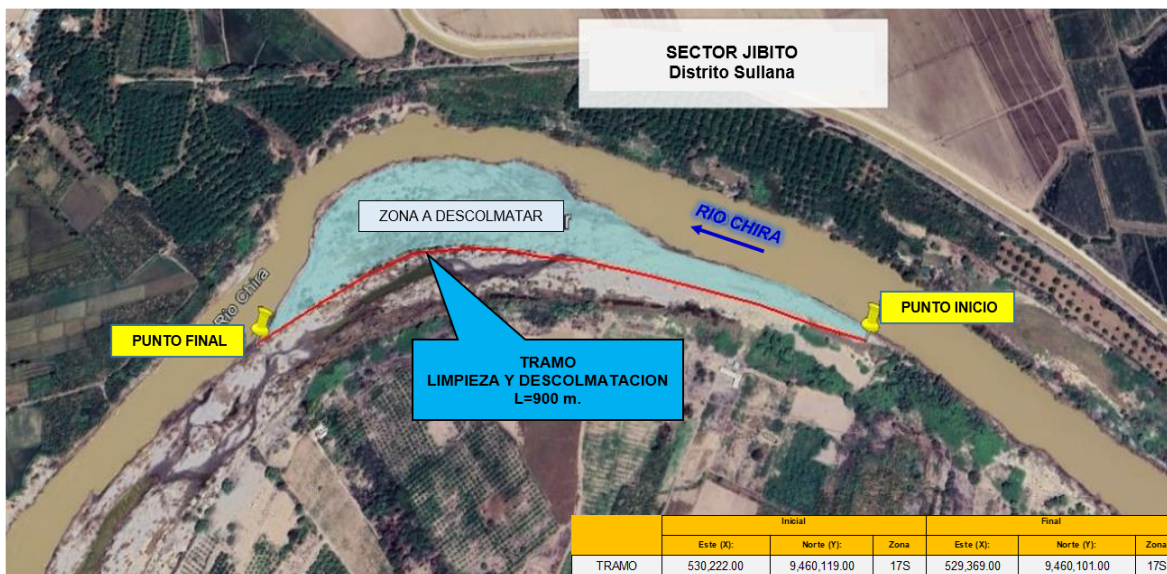 SECTOR JIBITO
Distrito Sullana
ZONA A DESCOLMATAR
RIO CHIRA
PUNTO INICIO
Rio Chira
PUNTO FINAL
TRAMO
LIMPIEZA Y DESCOLMATACION
L=900 m.
Inicial Final
Este (X): Norte (Y): Zona Este (X): Norte (Y): Zona
TRAMO 530,222.00 9,460,119.00 17S 529,369.00 9,460,101.00 17S